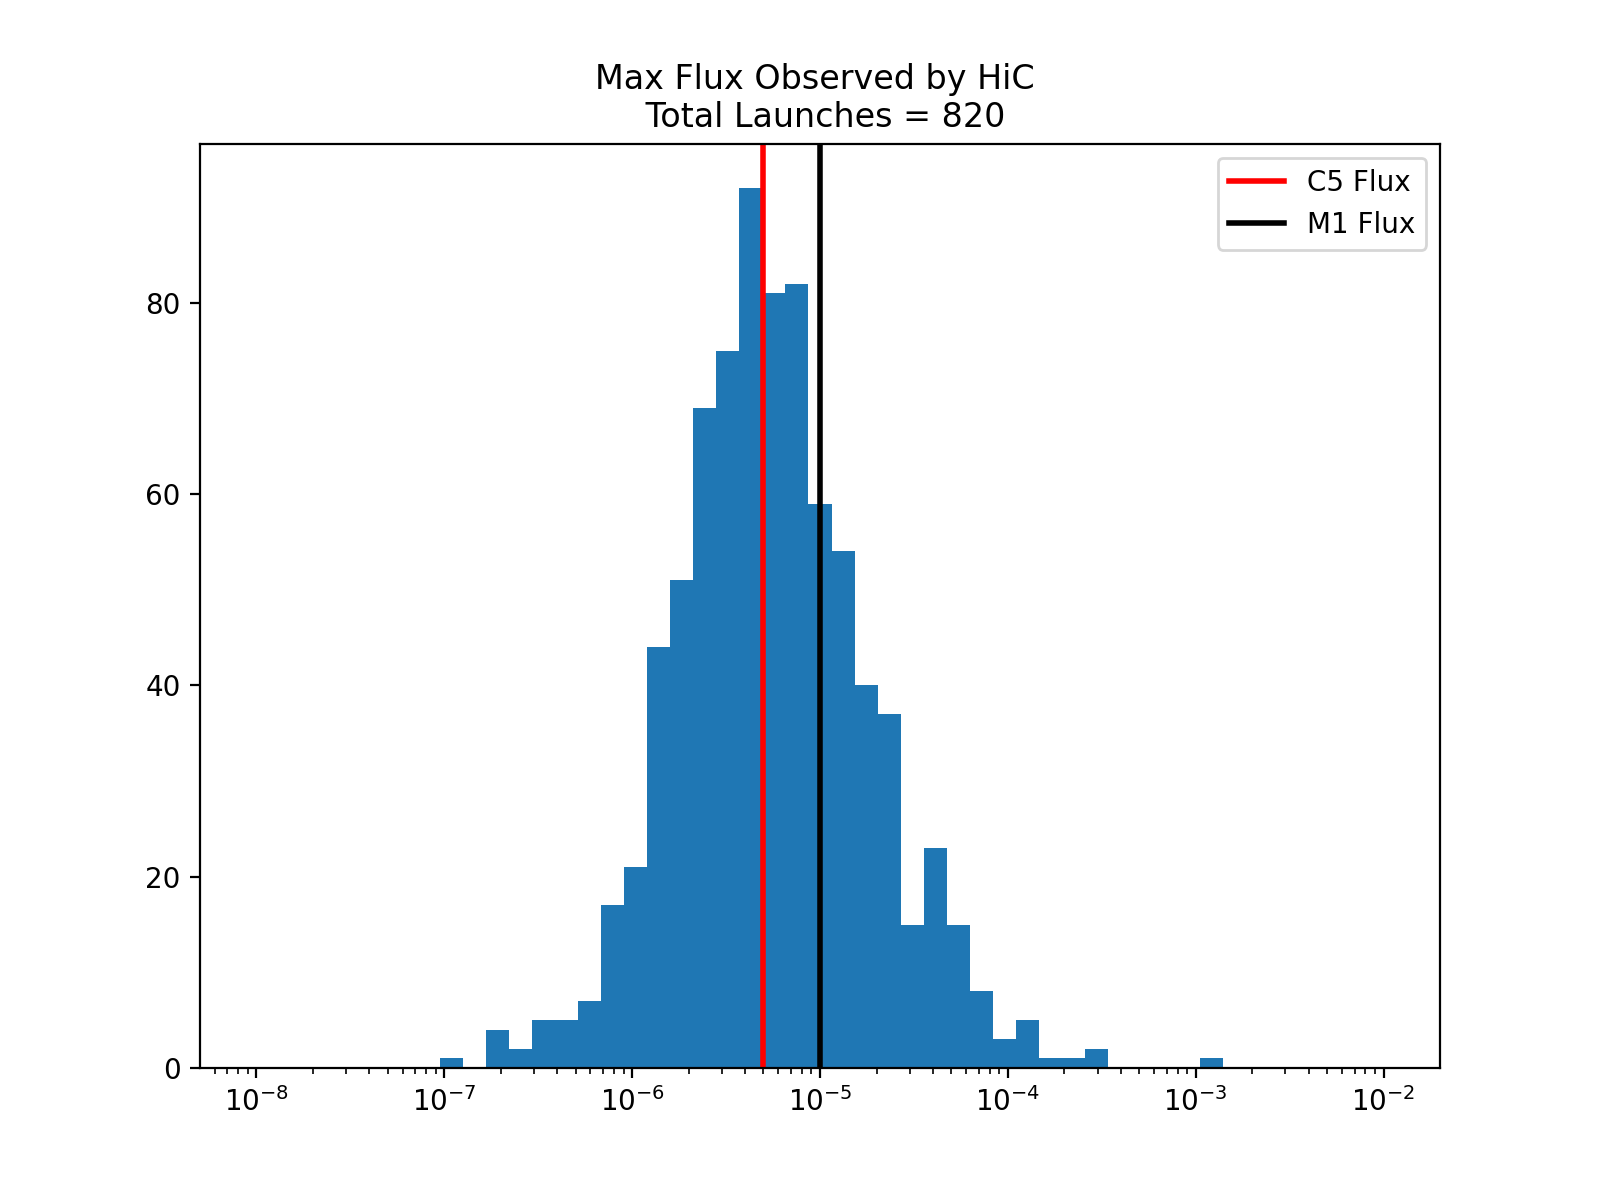 Max Flux Observed by HiC
Total Launches = 820
C5 Flux
M1 Flux
80
60
40
20
0
10⁻⁸ 10⁻⁷ 10⁻⁶ 10⁻⁵ 10⁻⁴ 10⁻³ 10⁻²